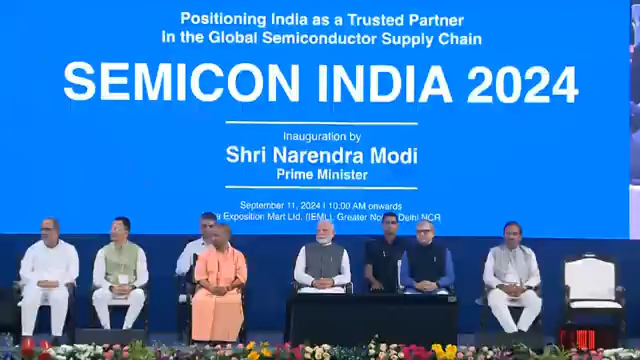 Positioning India as a Trusted Partner
In the Global Semiconductor Supply Chain
SEMICON INDIA 2024
Inauguration by
Shri Narendra Modi
Prime Minister
September 11, 2024 | 10:00 AM onwards
Exposition Mart Ltd. (IEML), Greater Delhi NCR